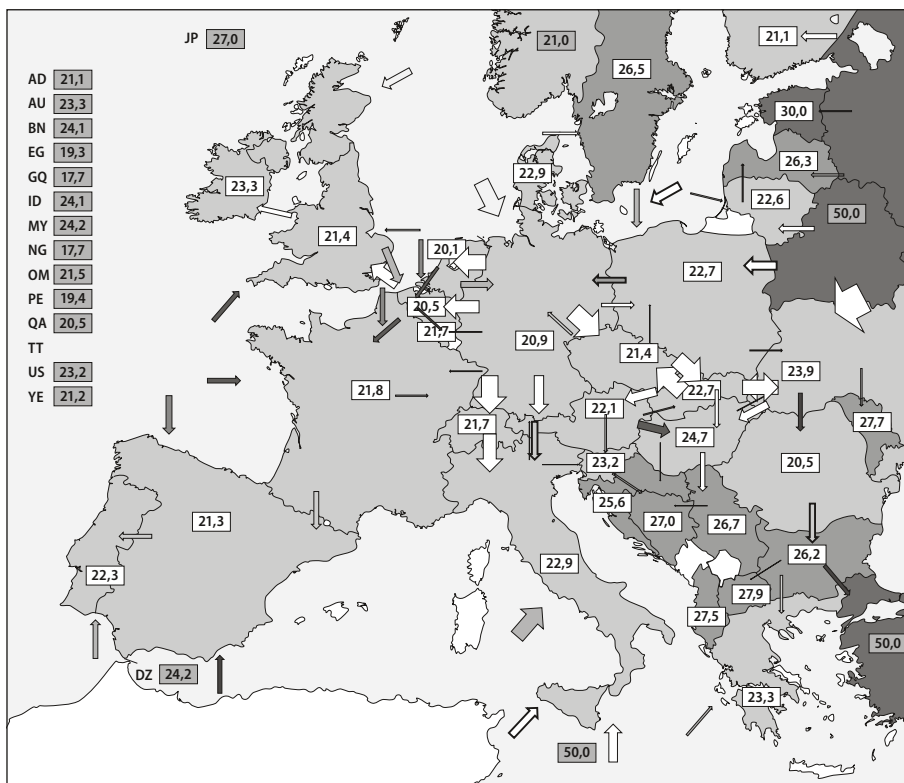 JP 27,0
21,0
21,1
26,5
AD 21,1
AU 23,3
BN 24,1
EG 19,3
GQ 17,7
ID 24,1
MY 24,2
NG 17,7
OM 21,5
PE 19,4
QA 20,5
TT
US 23,2
YE 21,2
30,0
26,3
22,9
23,3
22,6
50,0
21,4
20,1
22,7
20,5
21,7
20,9
21,4
23,9
21,8
22,7
22,1
21,7
24,7
27,7
23,2
20,5
25,6
21,3
27,0
26,7
26,2
22,9
22,3
27,9
27,5
50,0
DZ 24,2
23,3
50,0